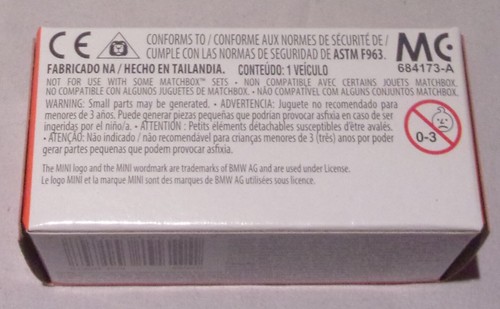 CE CONFORMS TO / CONFORME AUX NORMES DE SÉCURITÉ DE / MC
CUMPLE CON LAS NORMAS DE SEGURIDAD DE ASTM F963.
684173-A
FABRICADO NA / HECHO EN TAILANDIA. CONTEÚDO: 1 VEÍCULO
NOT FOR USE WITH SOME MATCHBOX™ SETS • NON COMPATIBLE AVEC CERTAINS JOUETS MATCHBOX.
NO COMPATIBLE CON ALGUNOS JUGUETES DE MATCHBOX. • NÃO COMPATÍVEL COM ALGUNS CONJUNTOS MATCHBOX.
WARNING: Small parts may be generated. • ADVERTENCIA: Juguete no recomendado para
menores de 3 años. Puede generar piezas pequeñas que podrían provocar asfixia en caso de ser
ingeridas por el niño/a. • ATTENTION : Petits éléments détachables susceptibles d'être avalés.
• ATENÇÃO: Não indicado / não recomendável para crianças menores de 3 (três) anos por poder
gerar partes pequenas que podem provocar asfixia.
0-3
The MINI logo and the MINI wordmark are trademarks of BMW AG and are used under License.
Le logo MINI et la marque MINI sont des marques de BMW AG utilisées sous licence.